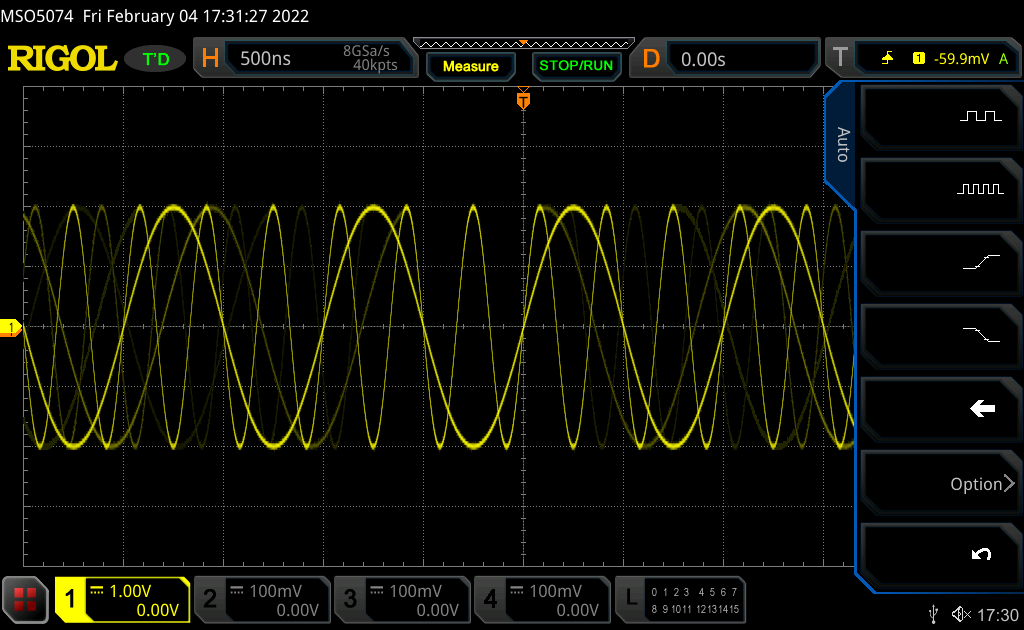 MSO5074 Fri February 04 17:31:27 2022
RIGOL T'D H 500ns 8GSa/s 40kpts Measure STOP/RUN D 0.00s T 1 -59.9mV A
T
Auto
1
Option
1 1.00V 0.00V 2 100mV 0.00V 3 100mV 0.00V 4 100mV 0.00V L 0 1 2 3 4 5 6 7
8 9 10 11 12 13 14 15
17:30